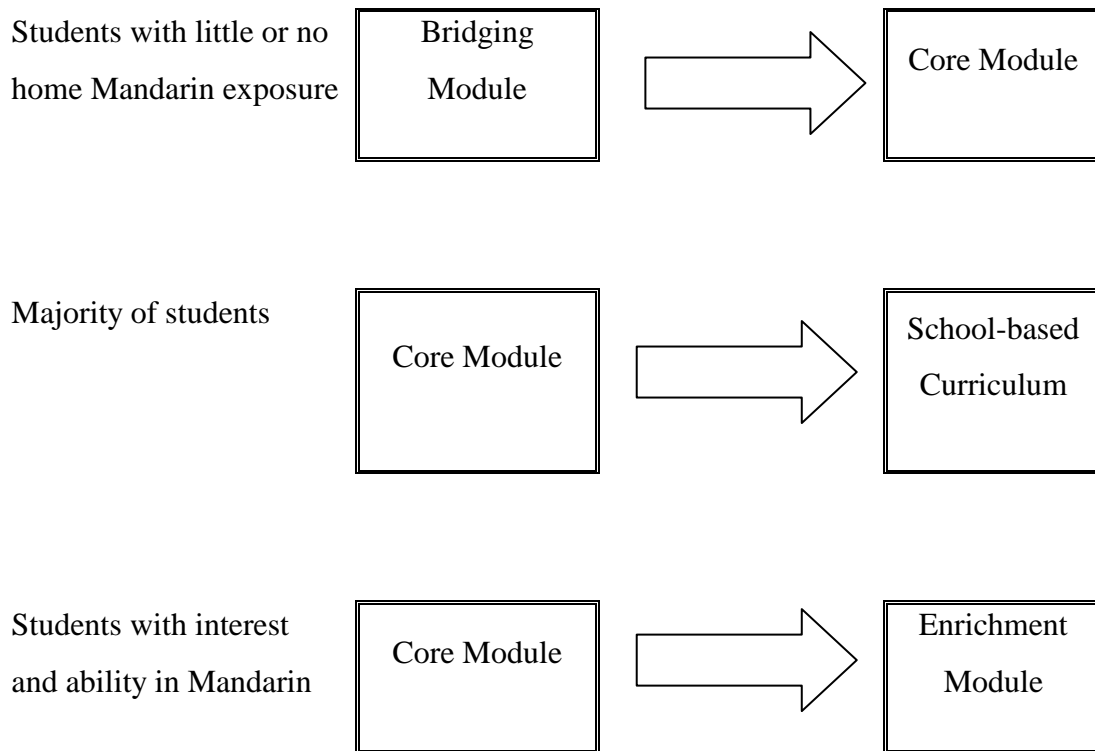 Students with little or no
home Mandarin exposure
Bridging
Module
Core Module
Majority of students
Core Module
School-based
Curriculum
Students with interest
and ability in Mandarin
Core Module
Enrichment
Module